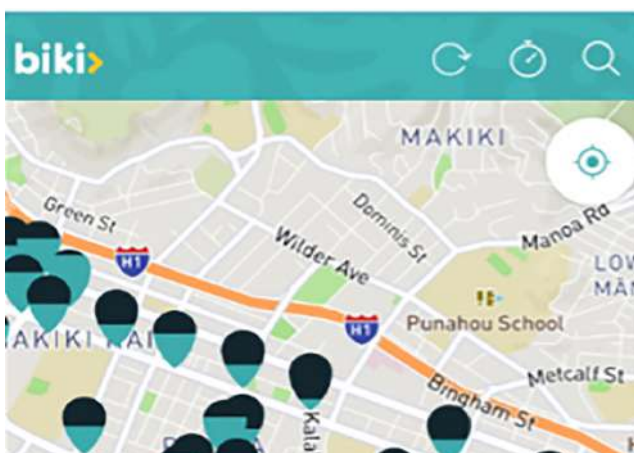 biki
MAKIKI
Green St
Dominis St
Manoa Rd
Wilder Ave
H1
LOW
MĀN
H1
Punahou School
AKIKI
Metcalf St
Bingham St
Kala